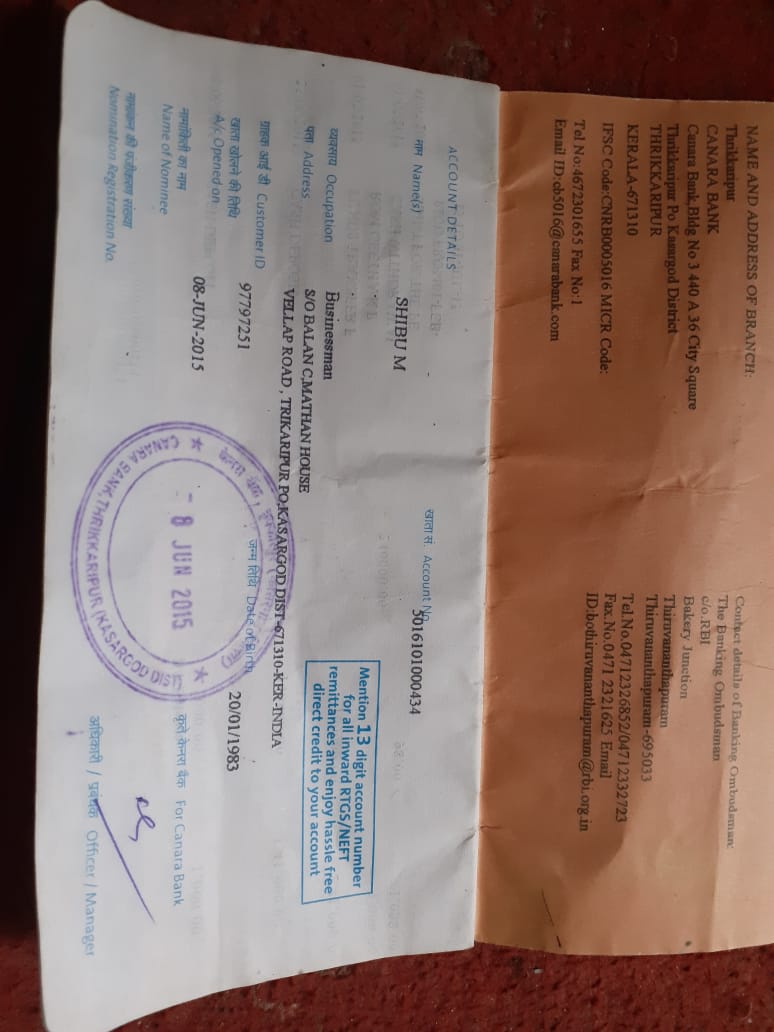 NAME AND ADDRESS OF BRANCH:
Thrikkanpur
CANARA BANK
Canara Bank,Bldg No 3 440 A 36 City Square
Thrikkanpur Po Kasargod District
THRIKKARIPUR
KERALA-671310
IFSC Code:CNRB0005016 MICR Code:
Tel No:4672301655 Fax No:1
Email ID:cb5016@canarabank.com
Contact details of Banking Ombudsman:
The Banking Ombudsman
c/o.RBI
Bakery Junction
Thiruvananthapuram
Thiruvananthapuram-695033
Tel.No.04712326852/04712332723
Fax.No.0471 2321625 Email
ID:bothiruvananthapuram@rbi.org.in
ACCOUNT DETAILS
नाम Name(s)
SHIBU M
खाता सं. Account No.
5016101000434
व्यवसाय Occupation
Businessman
पता Address
S/O BALAN C,MATHAN HOUSE
VELLAP ROAD , TRIKARIPUR PO,KASARGOD DIST-671310-KER-INDIA
Mention 13 digit account number
for all inward RTGS/NEFT
remittances and enjoy hassle free
direct credit to your account
ग्राहक आई डी Customer ID
97797251
जन्म तिथि Date of Birth
20/01/1983
खाता खोलने की तिथि
A/c Opened on
08-JUN-2015
नामांकिती का नाम
Name of Nominee
कृते केनरा बैंक For Canara Bank
नामांकन की पंजीकरण संख्या
Nomination Registration No.
अधिकारी / प्रबंधक Officer / Manager
- 8 JUN 2015
CANARA BANK, THRIKKARIPUR (KASARGOD DIST)